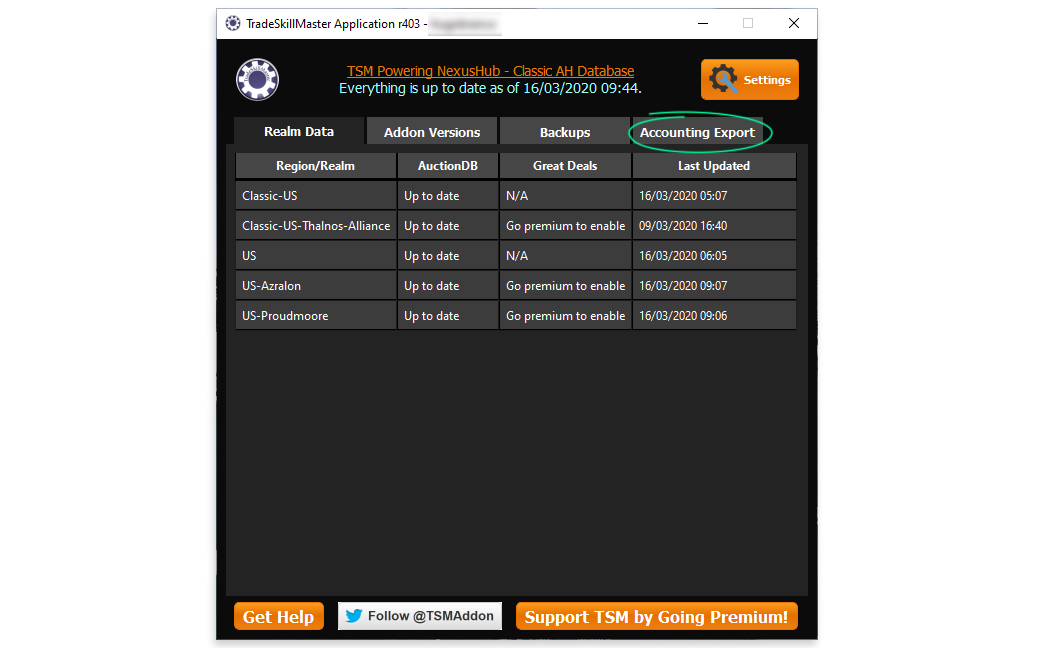 TradeSkillMaster Application r403 -
TSM Powering NexusHub - Classic AH Database
Everything is up to date as of 16/03/2020 09:44.
Settings
Realm Data Addon Versions Backups Accounting Export
Region/Realm AuctionDB Great Deals Last Updated
Classic-US Up to date N/A 16/03/2020 05:07
Classic-US-Thalnos-Alliance Up to date Go premium to enable 09/03/2020 16:40
US Up to date N/A 16/03/2020 06:05
US-Azralon Up to date Go premium to enable 16/03/2020 09:07
US-Proudmoore Up to date Go premium to enable 16/03/2020 09:06
Get Help Follow @TSMAddon Support TSM by Going Premium!